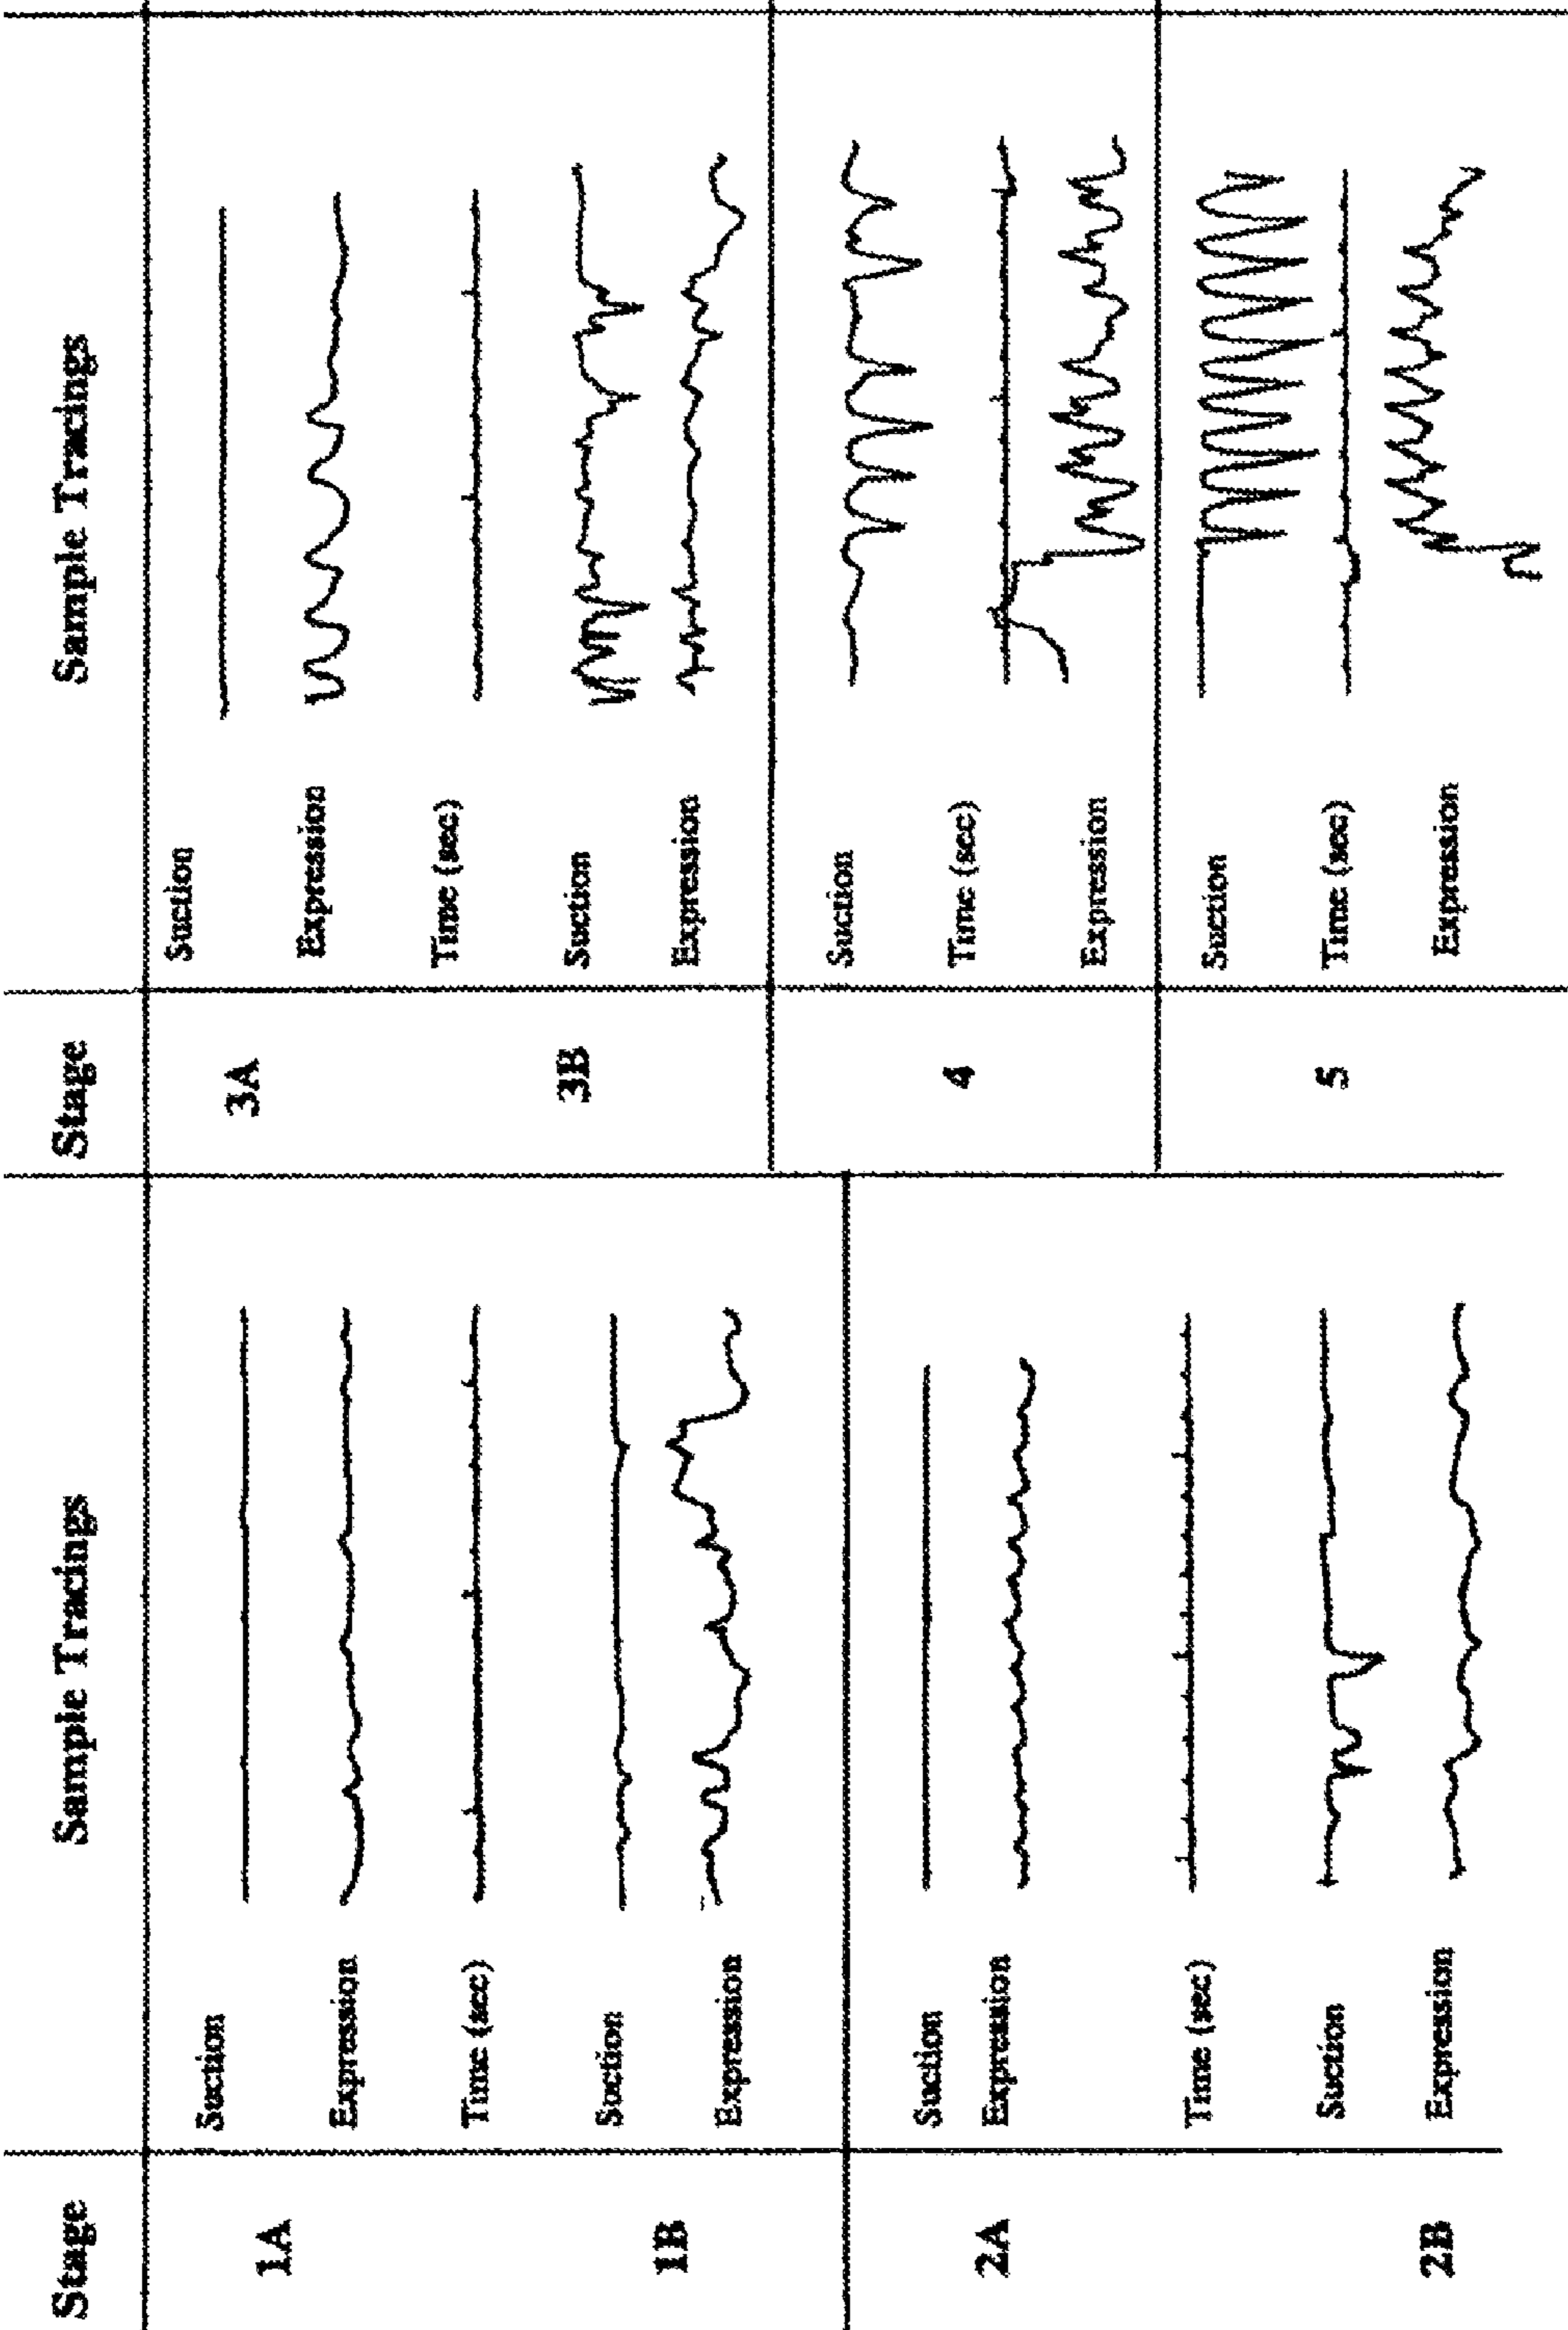 Stage
Sample Tracings
Stage
Sample Tracings
1A
Suction
Expression
Time (sec)
1B
Suction
Expression
2A
Suction
Expression
Time (sec)
2B
Suction
Expression
3A
Suction
Expression
Time (sec)
3B
Suction
Expression
4
Suction
Time (sec)
Expression
5
Suction
Time (sec)
Expression